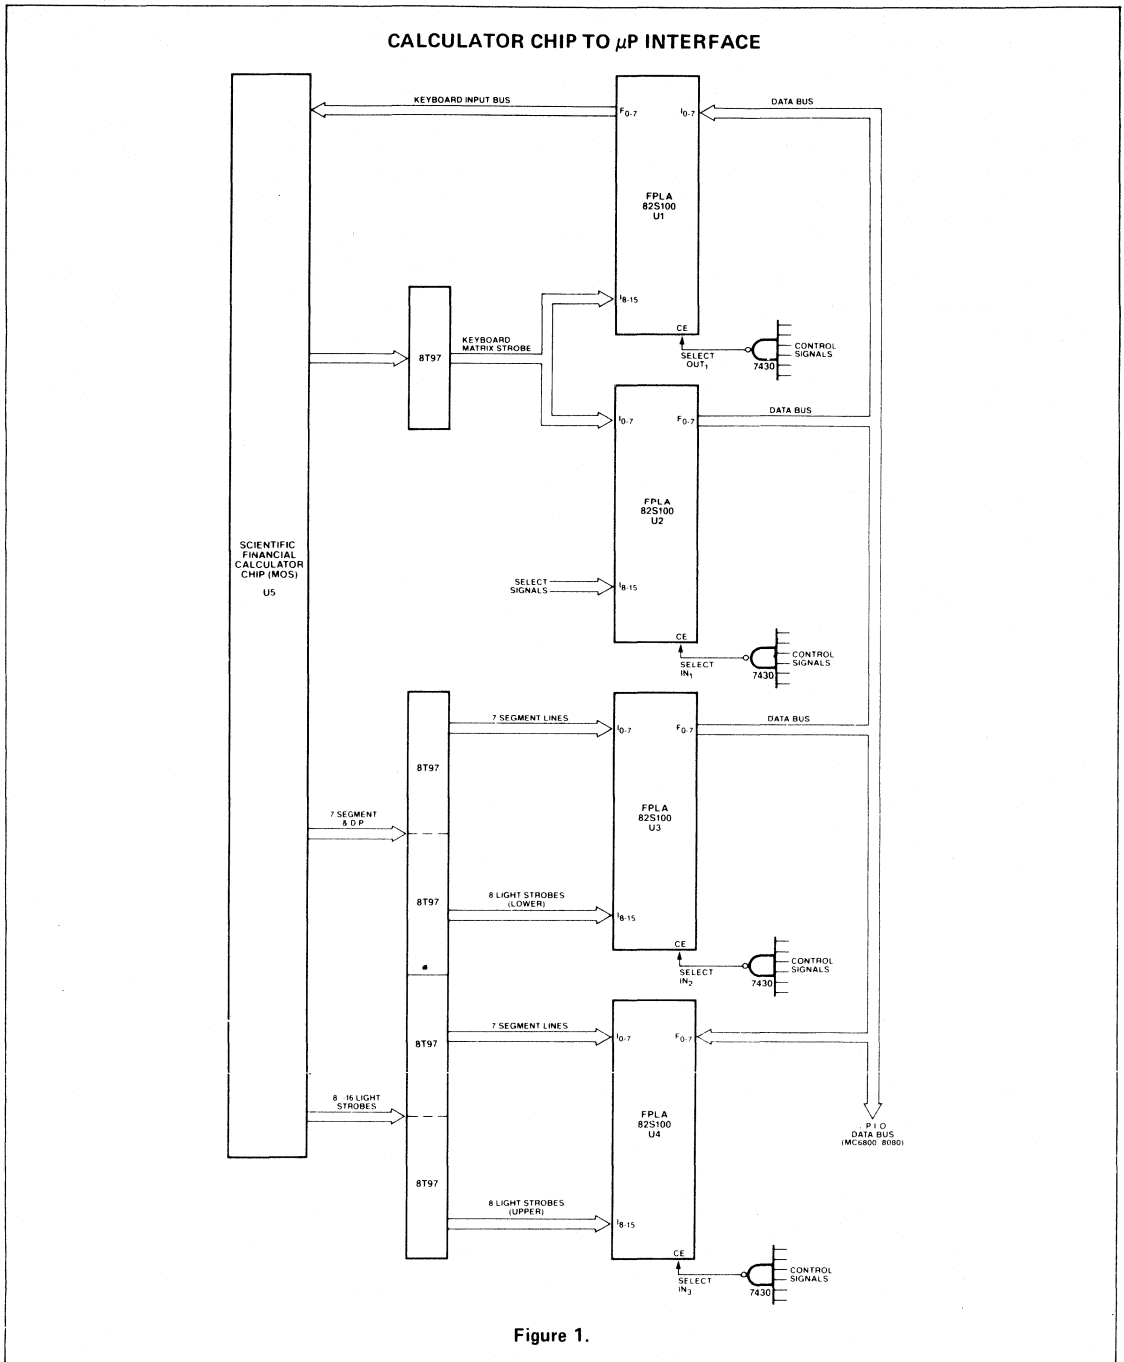 CALCULATOR CHIP TO µP INTERFACE
KEYBOARD INPUT BUS
F0-7
I0-7
DATA BUS
FPLA
82S100
U1
I8-15
CE
SELECT
OUT1
7430
CONTROL
SIGNALS
8T97
KEYBOARD
MATRIX STROBE
I0-7
F0-7
DATA BUS
FPLA
82S100
U2
SCIENTIFIC
FINANCIAL
CALCULATOR
CHIP (MOS)
U5
SELECT
SIGNALS
I8-15
CE
SELECT
IN1
7430
CONTROL
SIGNALS
7 SEGMENT LINES
I0-7
F0-7
DATA BUS
8T97
FPLA
82S100
U3
7 SEGMENT
& D P
8T97
8 LIGHT STROBES
(LOWER)
I8-15
CE
SELECT
IN2
7430
CONTROL
SIGNALS
7 SEGMENT LINES
I0-7
F0-7
8T97
8 -16 LIGHT
STROBES
FPLA
82S100
U4
P I O
DATA BUS
(MC6800 8080)
8T97
8 LIGHT STROBES
(UPPER)
I8-15
CE
SELECT
IN3
7430
CONTROL
SIGNALS
Figure 1.